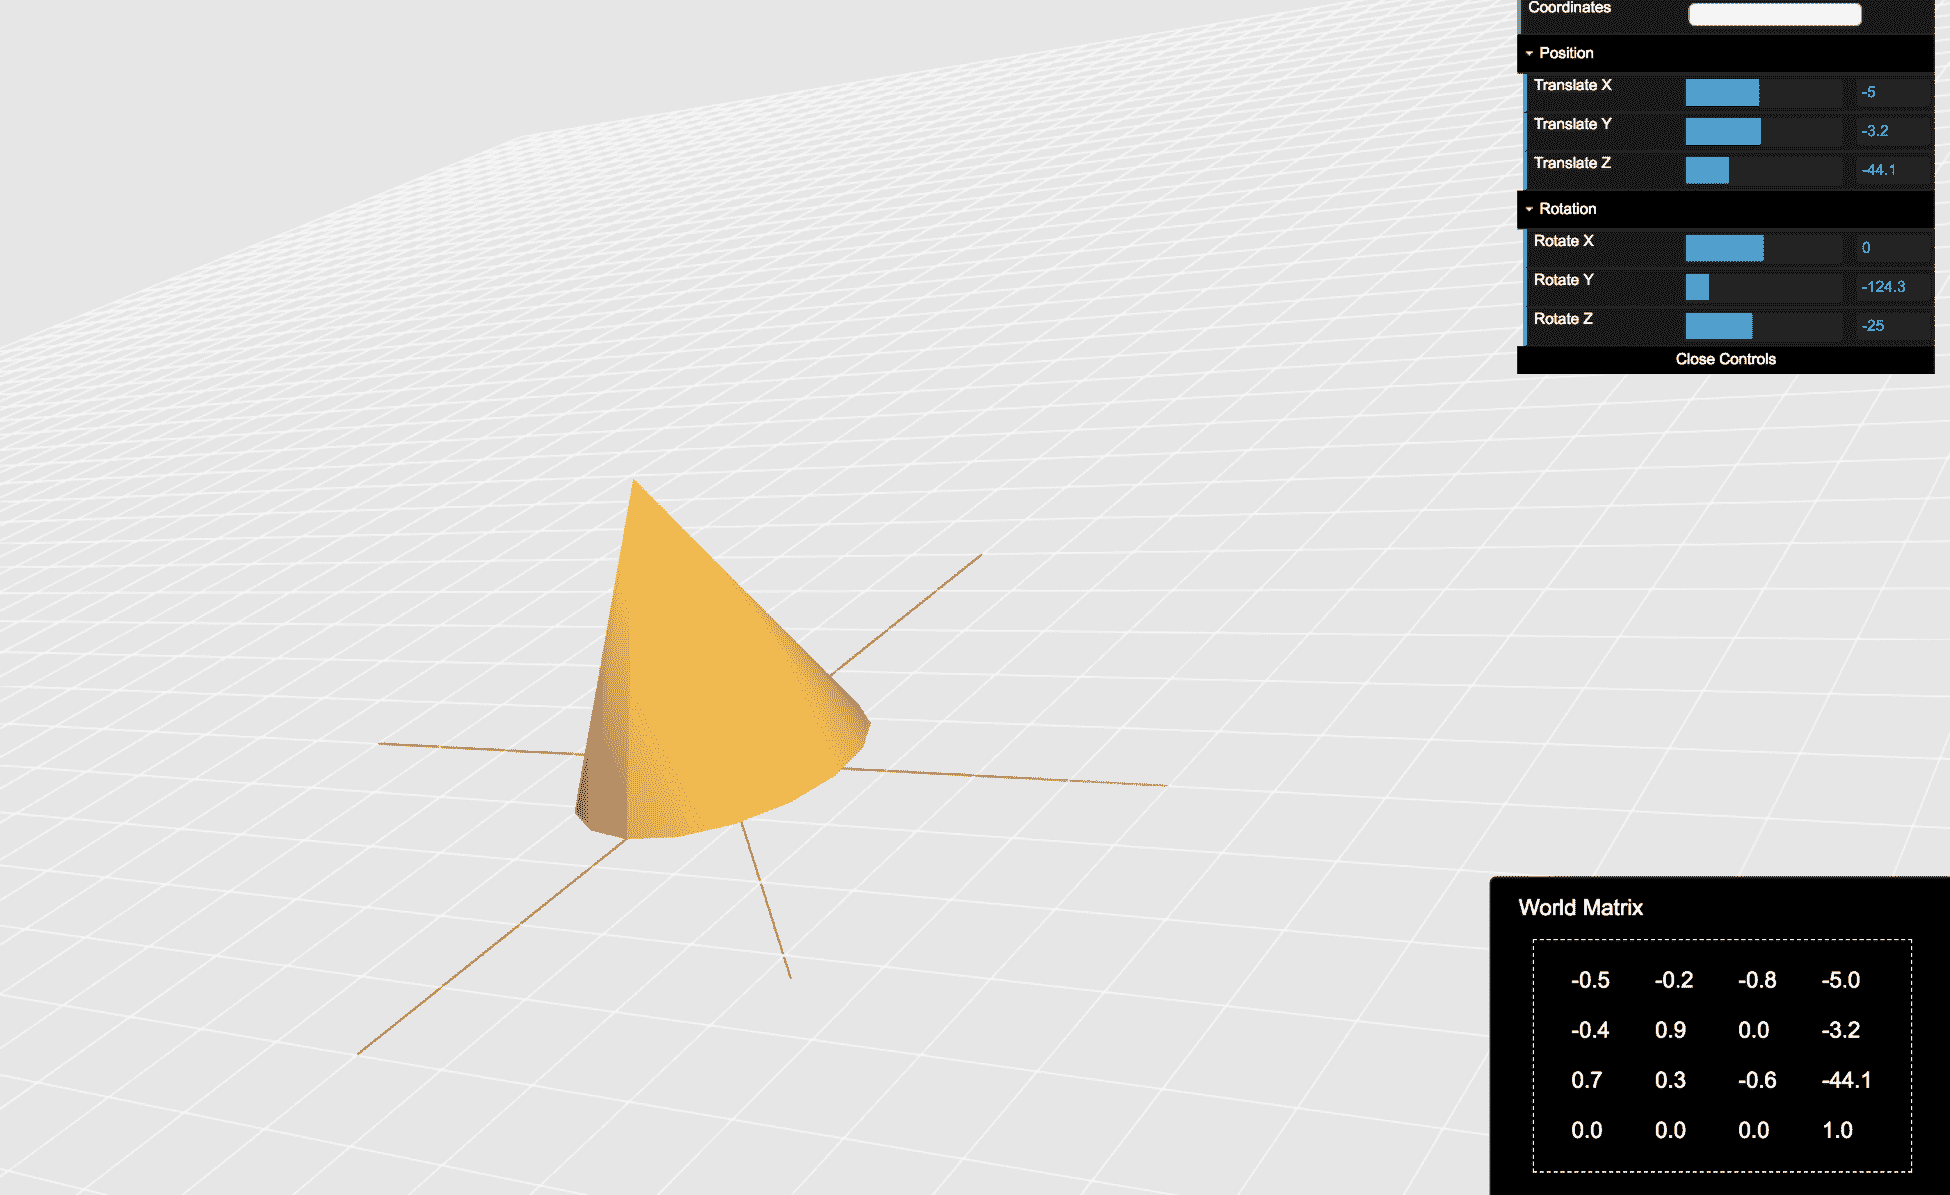 Coordinates
Position
Translate X -5
Translate Y -3.2
Translate Z -44.1
Rotation
Rotate X 0
Rotate Y -124.3
Rotate Z -25
Close Controls
World Matrix
-0.5 -0.2 -0.8 -5.0
-0.4 0.9 0.0 -3.2
0.7 0.3 -0.6 -44.1
0.0 0.0 0.0 1.0